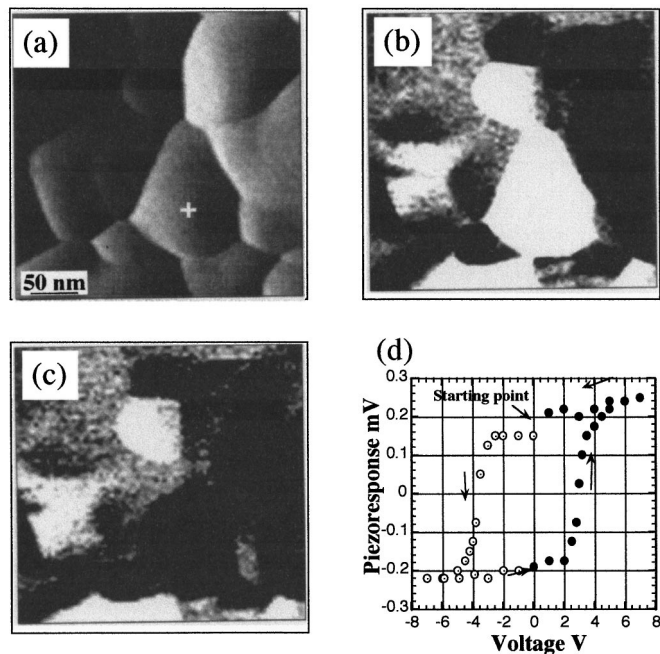 (a)
50 nm
(b)
(c)
(d)
Piezoresponse mV
0.3
0.2
0.1
0
-0.1
-0.2
-0.3
Starting point
-8 -6 -4 -2 0 2 4 6 8
Voltage V